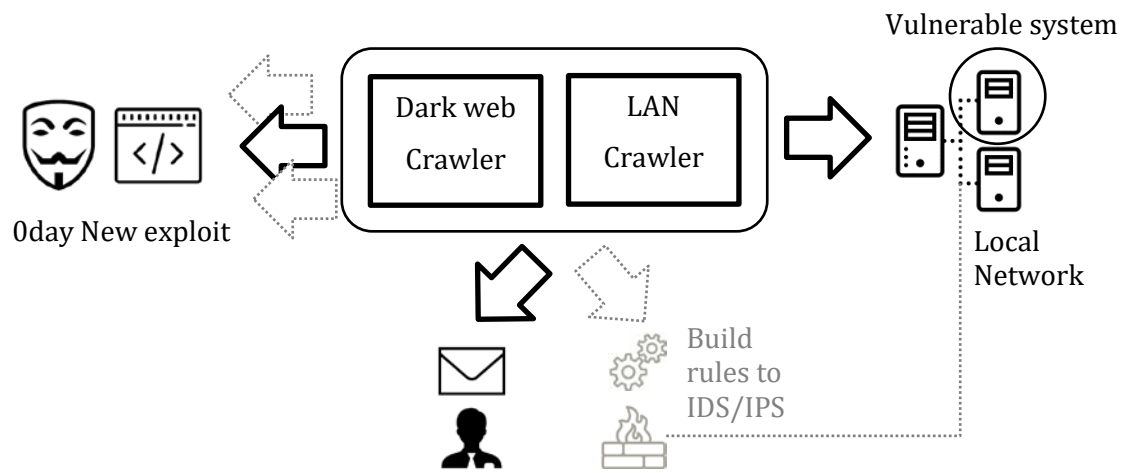 Vulnerable system
Dark web
Crawler
LAN
Crawler
</>
0day New exploit
Local
Network
Build
rules to
IDS/IPS